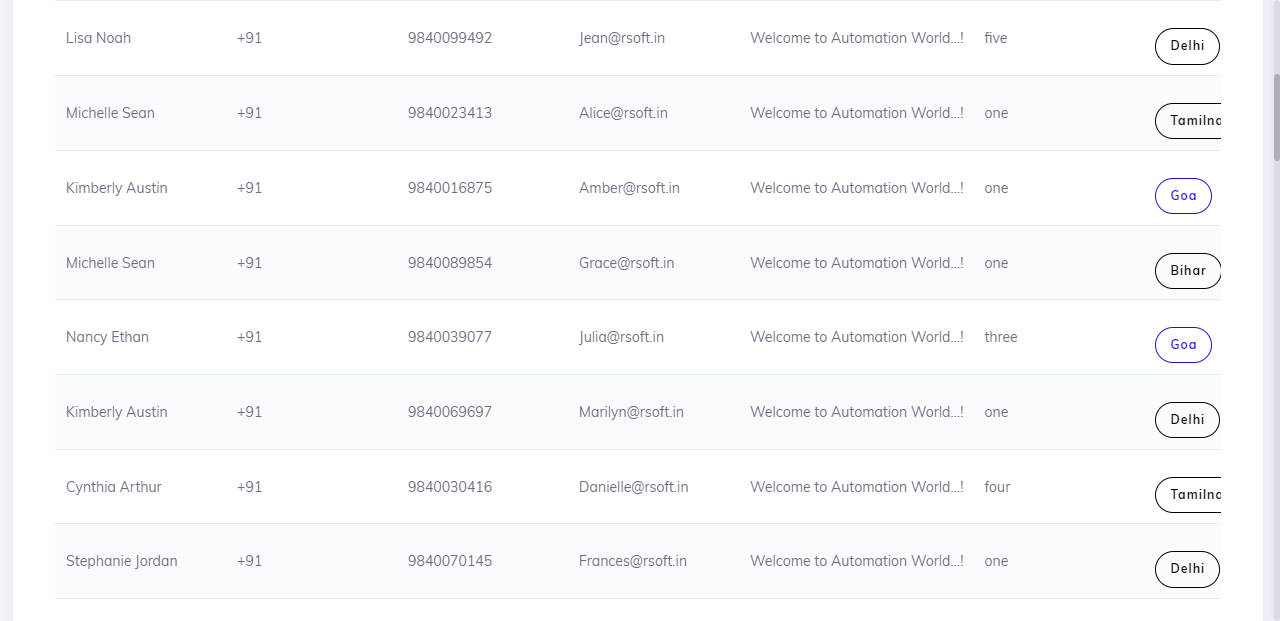 Lisa Noah +91 9840099492 Jean@rsoft.in Welcome to Automation World...! five Delhi
Michelle Sean +91 9840023413 Alice@rsoft.in Welcome to Automation World...! one Tamilna
Kimberly Austin +91 9840016875 Amber@rsoft.in Welcome to Automation World...! one Goa
Michelle Sean +91 9840089854 Grace@rsoft.in Welcome to Automation World...! one Bihar
Nancy Ethan +91 9840039077 Julia@rsoft.in Welcome to Automation World...! three Goa
Kimberly Austin +91 9840069697 Marilyn@rsoft.in Welcome to Automation World...! one Delhi
Cynthia Arthur +91 9840030416 Danielle@rsoft.in Welcome to Automation World...! four Tamilna
Stephanie Jordan +91 9840070145 Frances@rsoft.in Welcome to Automation World...! one Delhi